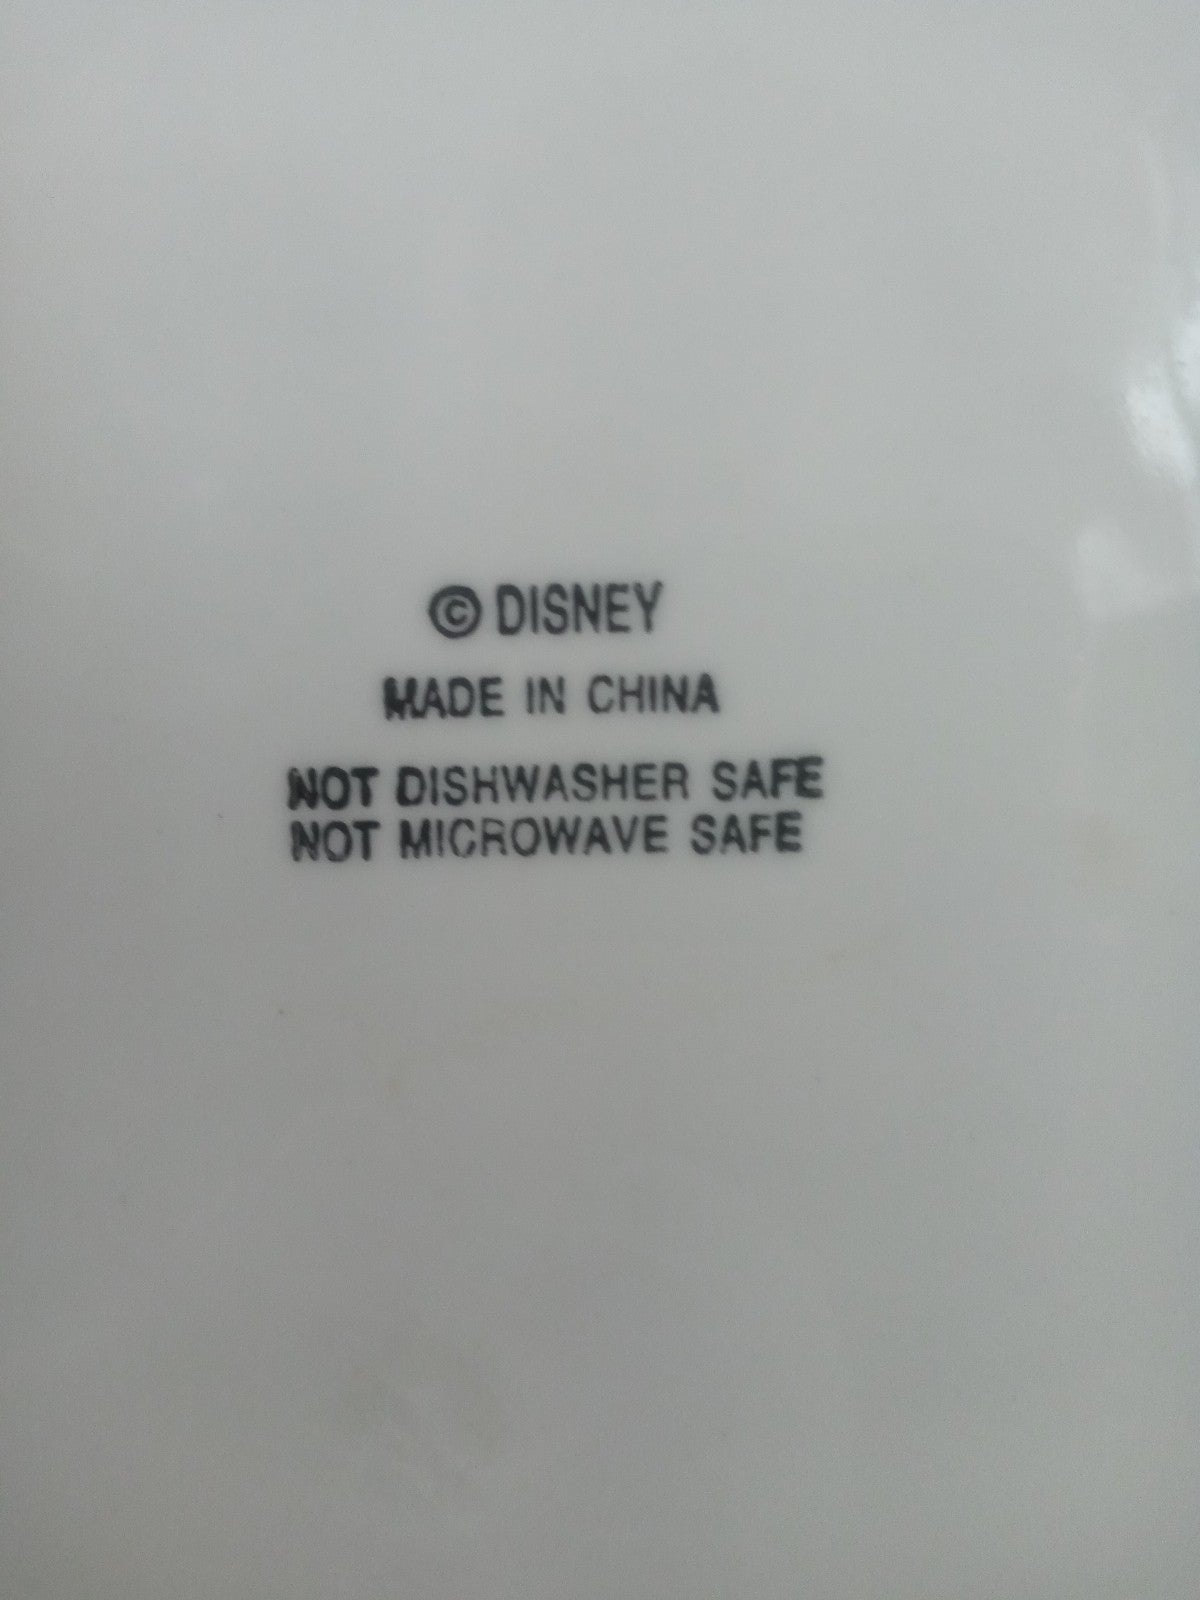 © DISNEY
MADE IN CHINA
NOT DISHWASHER SAFE
NOT MICROWAVE SAFE